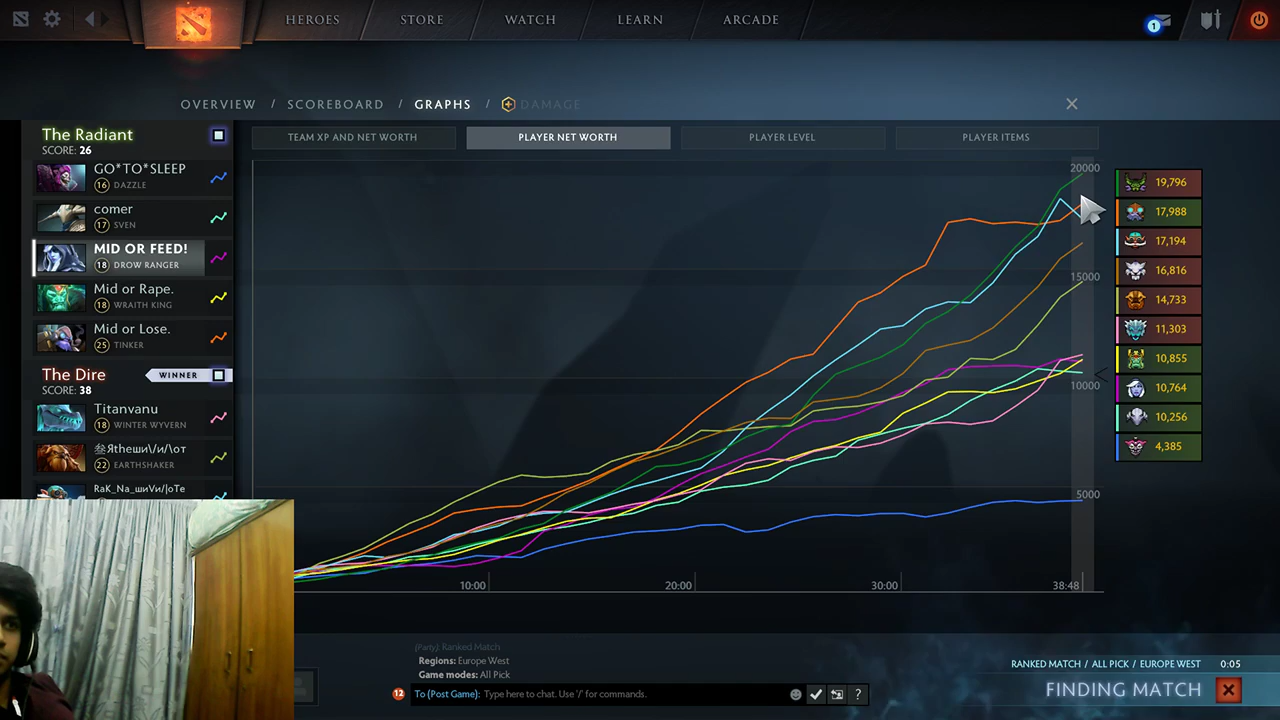 HEROES
STORE
WATCH
LEARN
ARCADE
1
OVERVIEW / SCOREBOARD / GRAPHS / DAMAGE
TEAM XP AND NET WORTH
PLAYER NET WORTH
PLAYER LEVEL
PLAYER ITEMS
The Radiant
SCORE: 26
GO*TO*SLEEP
16 DAZZLE
comer
17 SVEN
MID OR FEED!
18 DROW RANGER
Mid or Rape.
18 WRAITH KING
Mid or Lose.
25 TINKER
The Dire
WINNER
SCORE: 38
Titanvanu
18 WINTER WYVERN
22 EARTHSHAKER
RaK_Na_шиVи/|оТе
20000
15000
10000
5000
10:00
20:00
30:00
38:48
19,796
17,988
17,194
16,816
14,733
11,303
10,855
10,764
10,256
4,385
(Party) Ranked Match
Regions: Europe West
Game modes: All Pick
12 To (Post Game): Type here to chat. Use '/' for commands.
?
RANKED MATCH / ALL PICK / EUROPE WEST 0:05
FINDING MATCH